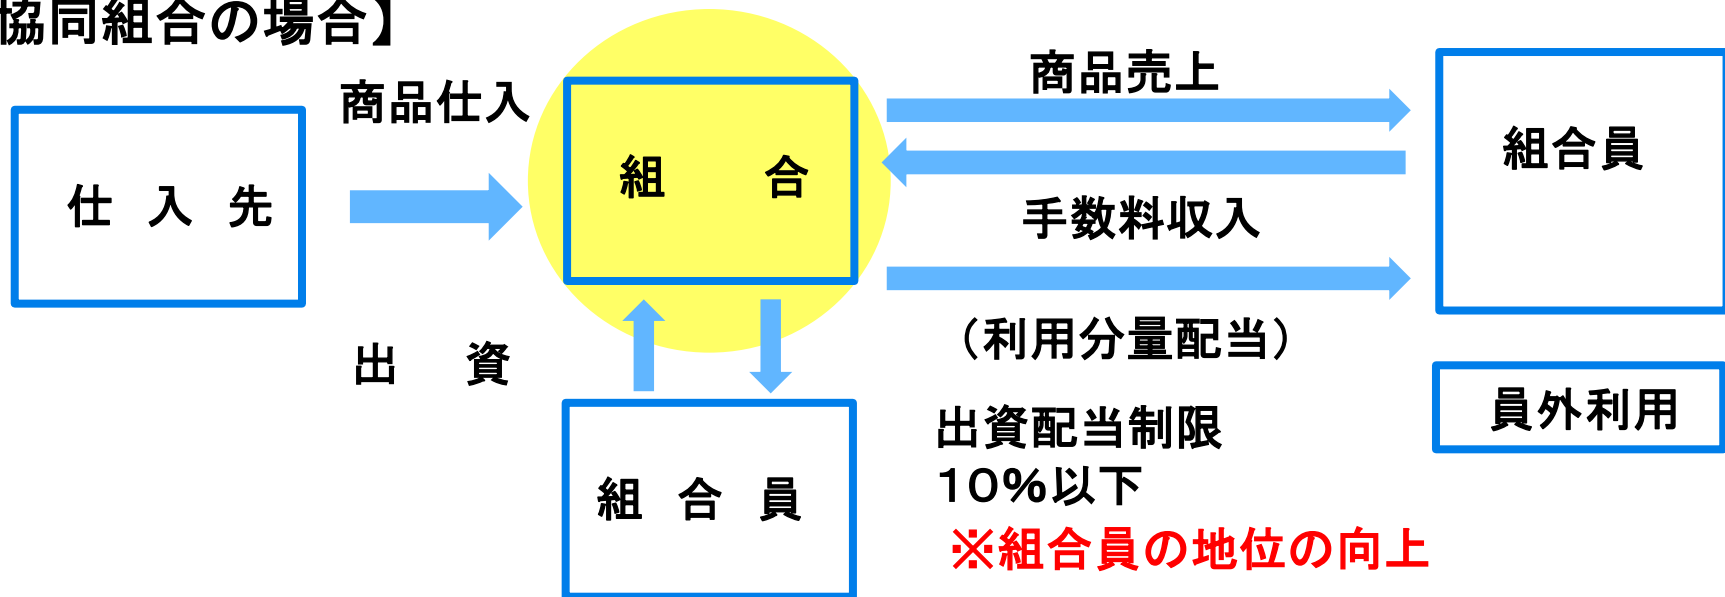 協同組合の場合】
商品仕入
商品売上
組合員
仕入先
組合
手数料収入
（利用分量配当）
出資
員外利用
出資配当制限
10%以下
組合員
※組合員の地位の向上